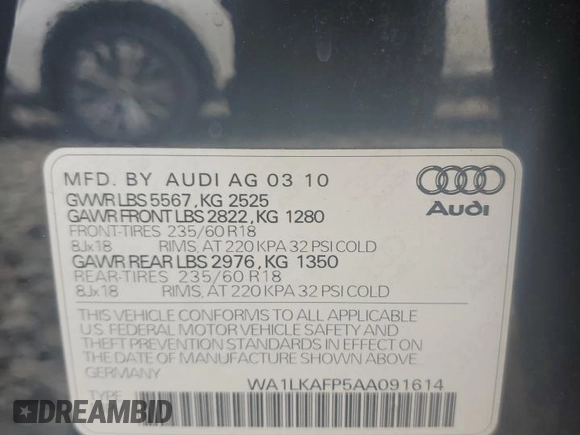 MFD. BY AUDI AG 03 10
GVWR LBS 5567, KG 2525
GAWR FRONT LBS 2822, KG 1280
FRONT-TIRES 235/60 R18
8Jx18 RIMS, AT 220 KPA 32 PSI COLD
GAWR REAR LBS 2976, KG 1350
REAR-TIRES 235/60 R18
8Jx18 RIMS, AT 220 KPA 32 PSI COLD
Audi
THIS VEHICLE CONFORMS TO ALL APPLICABLE
U.S. FEDERAL MOTOR VEHICLE SAFETY AND
THEFT PREVENTION STANDARDS IN EFFECT ON
THE DATE OF MANUFACTURE SHOWN ABOVE.
GERMANY
WA1LKAFP5AA091614
TYPE
DREAMBID